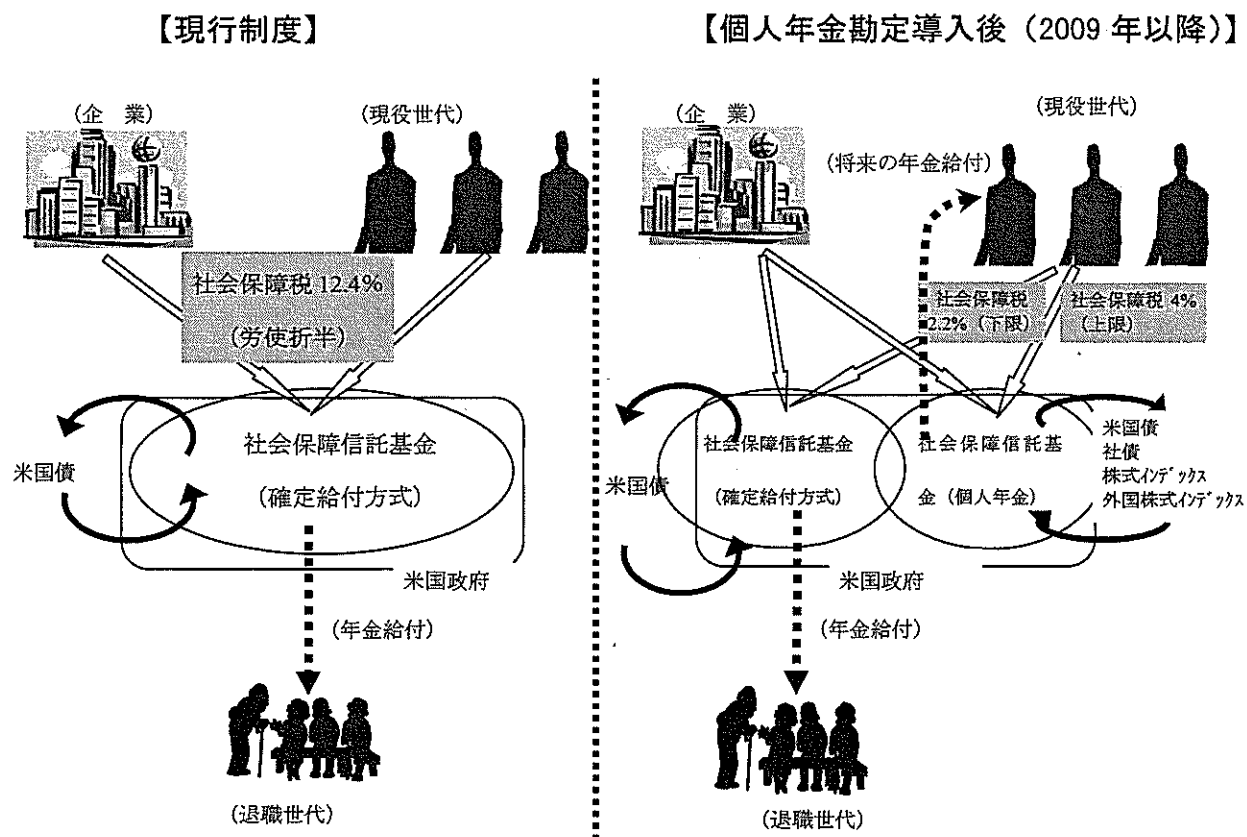 【現行制度】
(企 業)
(現役世代)
社会保障税 12.4%
(労使折半)
社会保障信託基金
(確定給付方式)
米国債
米国政府
(年金給付)
(退職世代)
【個人年金勘定導入後(2009 年以降)】
(企 業)
(現役世代)
(将来の年金給付)
社会保障税
2.2%(下限)
社会保障税 4%
(上限)
社会保障信託基金
(確定給付方式)
社会保障信託基
金(個人年金)
米国債
米国債
社債
株式インデックス
外国株式インデックス
米国政府
(年金給付)
(退職世代)